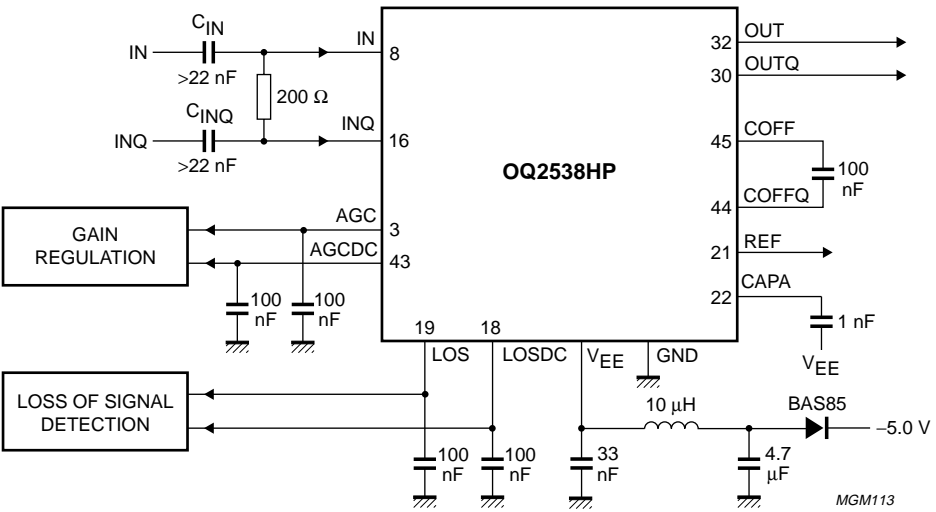 C_IN
IN
>22 nF
IN
8
200 Ω
C_INQ
INQ
>22 nF
INQ
16
OQ2538HP
32
OUT
30
OUTQ
45
COFF
100
nF
44
COFFQ
21
REF
22
CAPA
1 nF
V_EE
GAIN
REGULATION
AGC
3
AGCDC
43
100
nF
100
nF
19
18
LOS
LOSDC
V_EE
GND
LOSS OF SIGNAL
DETECTION
100
nF
100
nF
33
nF
10 μH
4.7
μF
BAS85
−5.0 V
MGM113